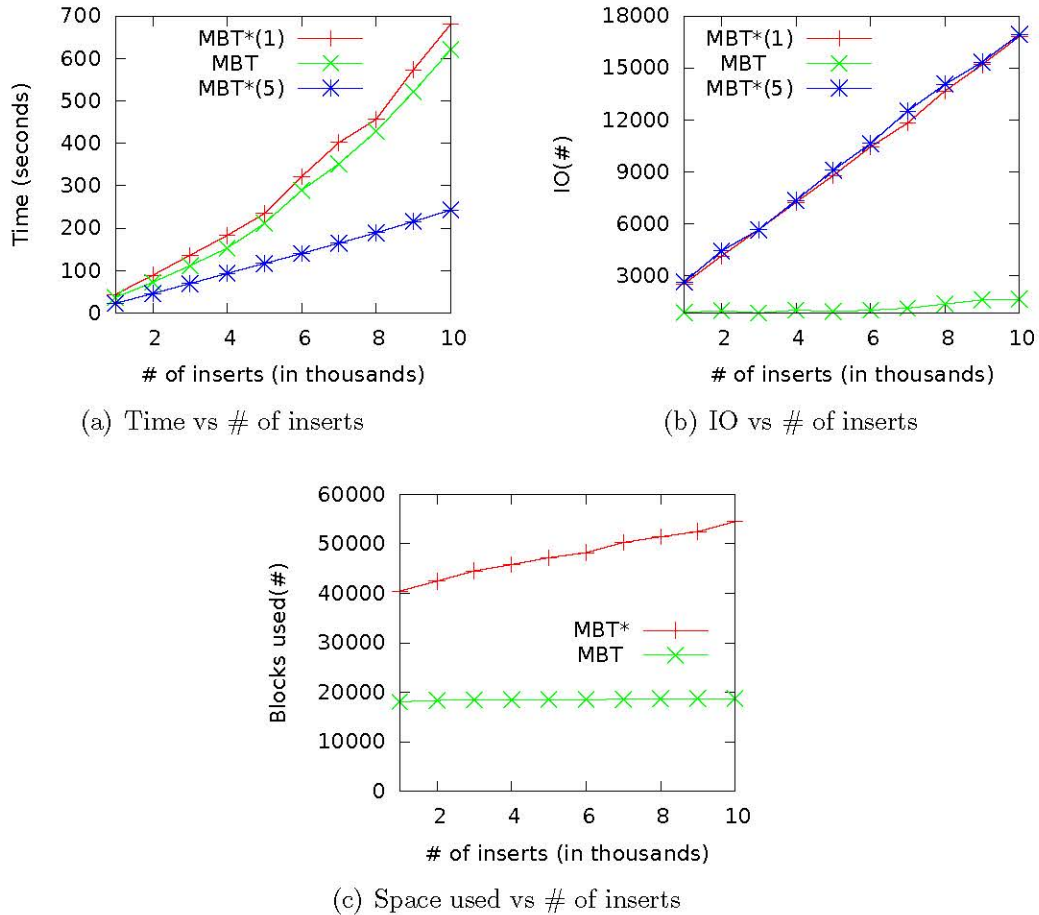 700
600
500
400
300
200
100
0
Time (seconds)
MBT*(1)
MBT
MBT*(5)
2 4 6 8 10
# of inserts (in thousands)
(a) Time vs # of inserts
18000
15000
12000
9000
6000
3000
IO(#)
MBT*(1)
MBT
MBT*(5)
2 4 6 8 10
# of inserts (in thousands)
(b) IO vs # of inserts
60000
50000
40000
30000
20000
10000
0
Blocks used(#)
MBT*
MBT
2 4 6 8 10
# of inserts (in thousands)
(c) Space used vs # of inserts